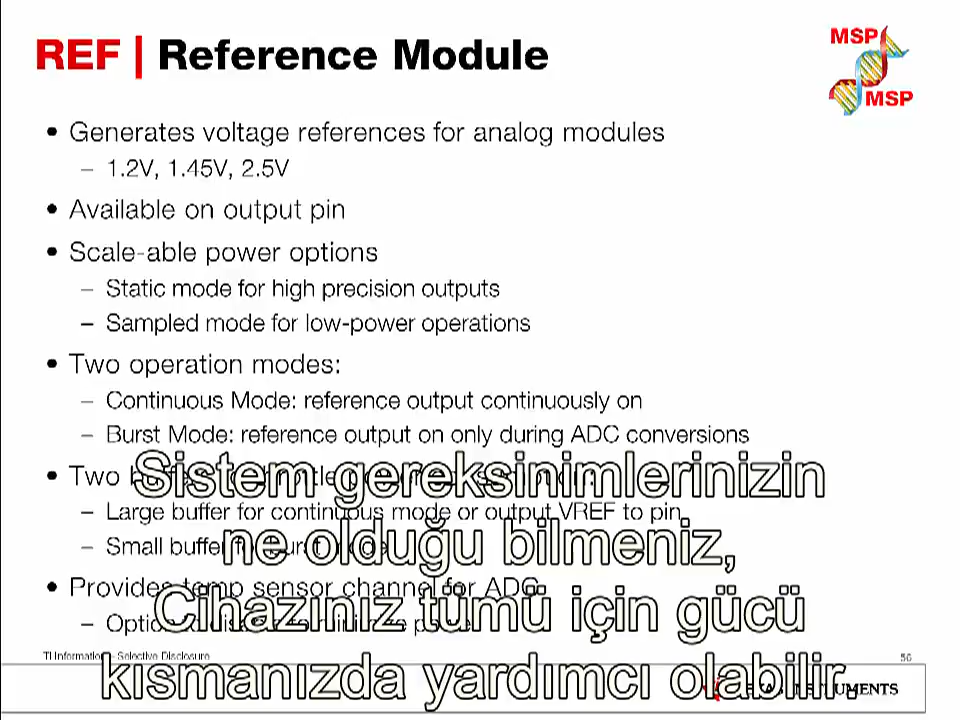 REF | Reference Module
MSP
MSP
• Generates voltage references for analog modules
– 1.2V, 1.45V, 2.5V
• Available on output pin
• Scale-able power options
– Static mode for high precision outputs
– Sampled mode for low-power operations
• Two operation modes:
– Continuous Mode: reference output continuously on
– Burst Mode: reference output on only during ADC conversions
• Two
– Large buffer for continuous mode or output VREF to pin
– Small buffer for burst mode
• Provides temp sensor channel for ADC
Sistem gereksinimlerinizin
ne olduğu bilmeniz,
Cihazınız tümü için gücü
kısmanızda yardımcı olabilir.
TI Information – Selective Disclosure
56
TEXAS INSTRUMENTS